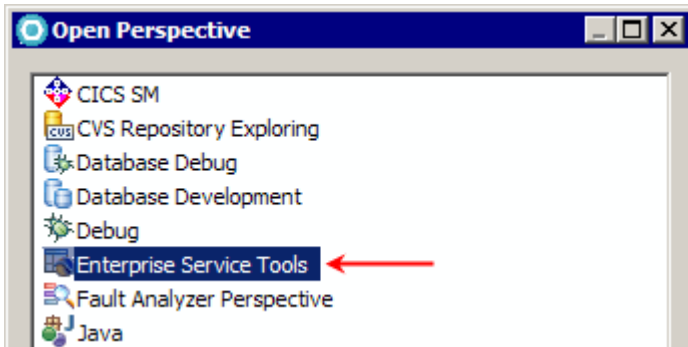 Open Perspective
CICS SM
CVS Repository Exploring
Database Debug
Database Development
Debug
Enterprise Service Tools
Fault Analyzer Perspective
Java